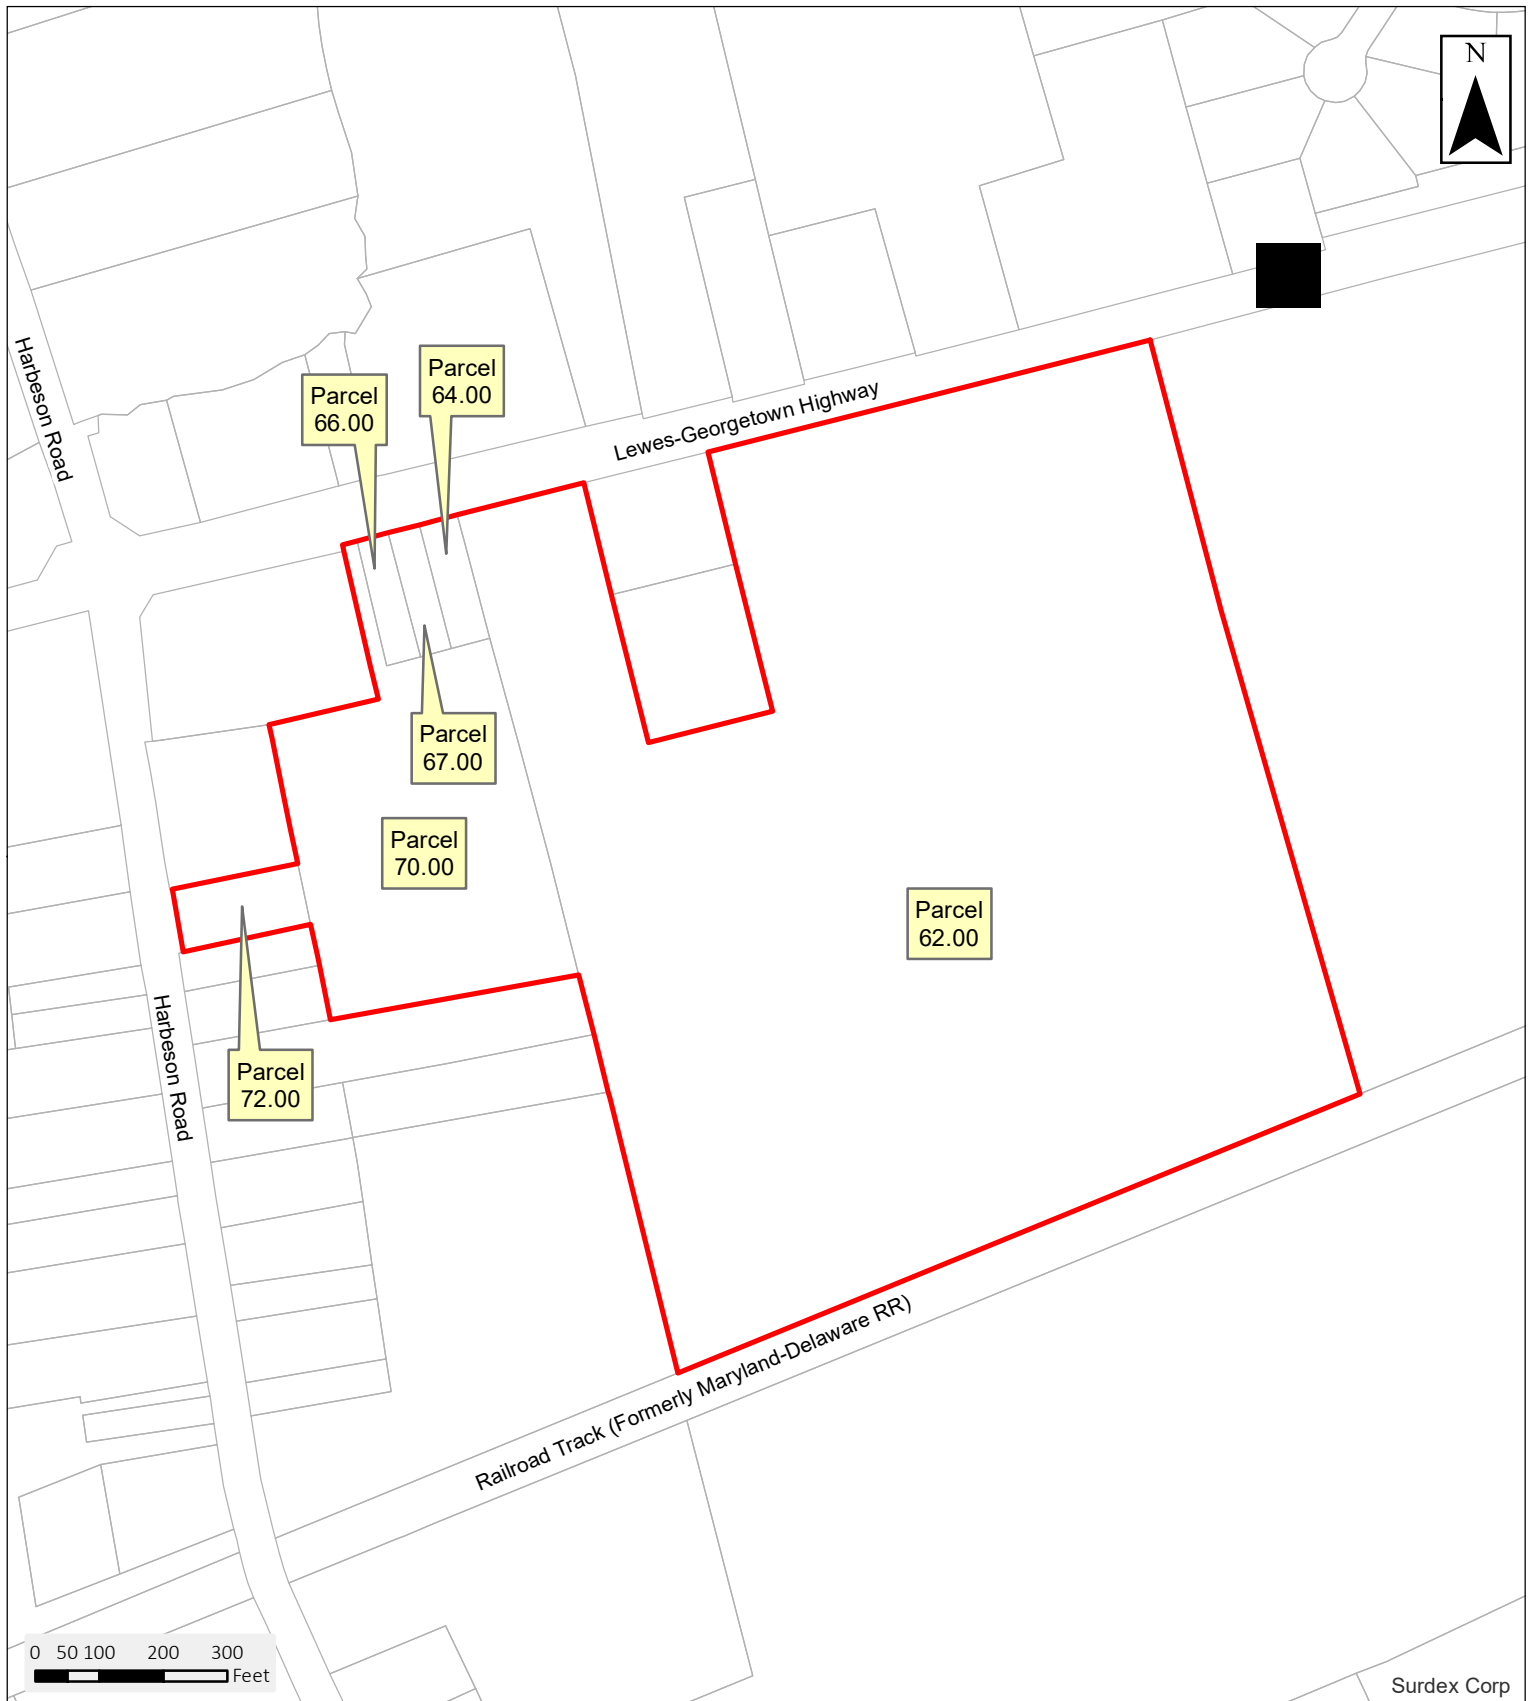 N
Harbeson Road
Parcel
64.00
Parcel
66.00
Lewes-Georgetown Highway
Parcel
67.00
Parcel
70.00
Parcel
62.00
Harbeson Road
Parcel
72.00
Railroad Track (Formerly Maryland-Delaware RR)
0 50 100 200 300
Feet
Surdex Corp